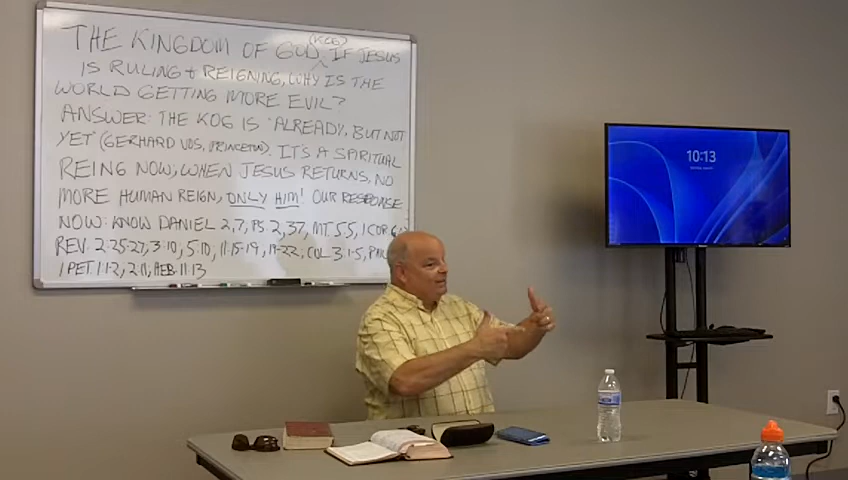 (KOG)
THE KINGDOM OF GOD. IF JESUS
IS RULING + REIGNING, WHY IS THE
WORLD GETTING MORE EVIL?
ANSWER: THE KOG IS "ALREADY, BUT NOT
YET" (GERHARD VOS, PRINCETON). IT'S A SPIRITUAL
REING NOW; WHEN JESUS RETURNS, NO
MORE HUMAN REIGN, ONLY HIM! OUR RESPONSE
NOW: KNOW DANIEL 2,7, PS. 2,37, MT. 5:5, 1 COR.
REV. 2:25-27, 3:10, 5:10, 11:15-19, 19-22, COL 3:1-5,
1 PET. 1:1-2, 2:11, HEB. 11:13
10:13